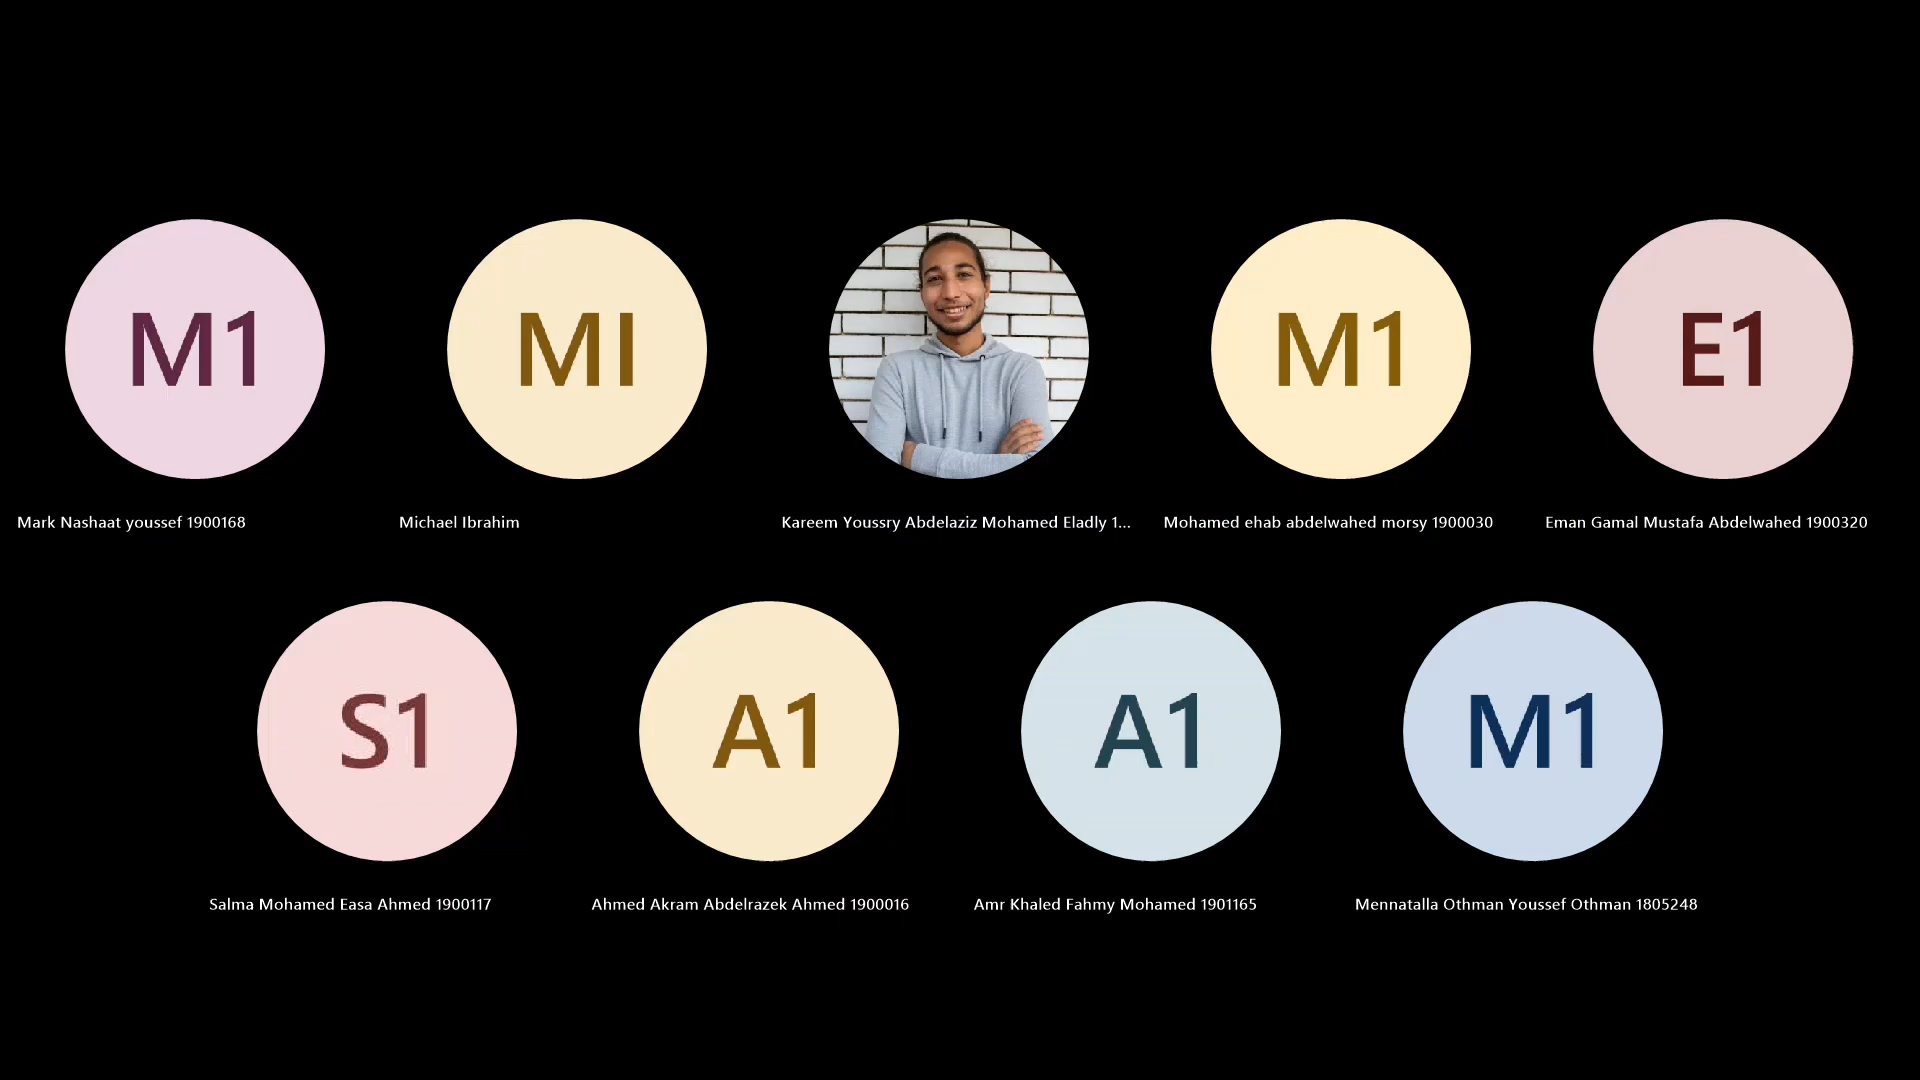 M1
MI
M1
E1
Mark Nashaat youssef 1900168
Michael Ibrahim
Kareem Youssry Abdelaziz Mohamed Eladly 1...
Mohamed ehab abdelwahed morsy 1900030
Eman Gamal Mustafa Abdelwahed 1900320
S1
A1
A1
M1
Salma Mohamed Easa Ahmed 1900117
Ahmed Akram Abdelrazek Ahmed 1900016
Amr Khaled Fahmy Mohamed 1901165
Mennatalla Othman Youssef Othman 1805248